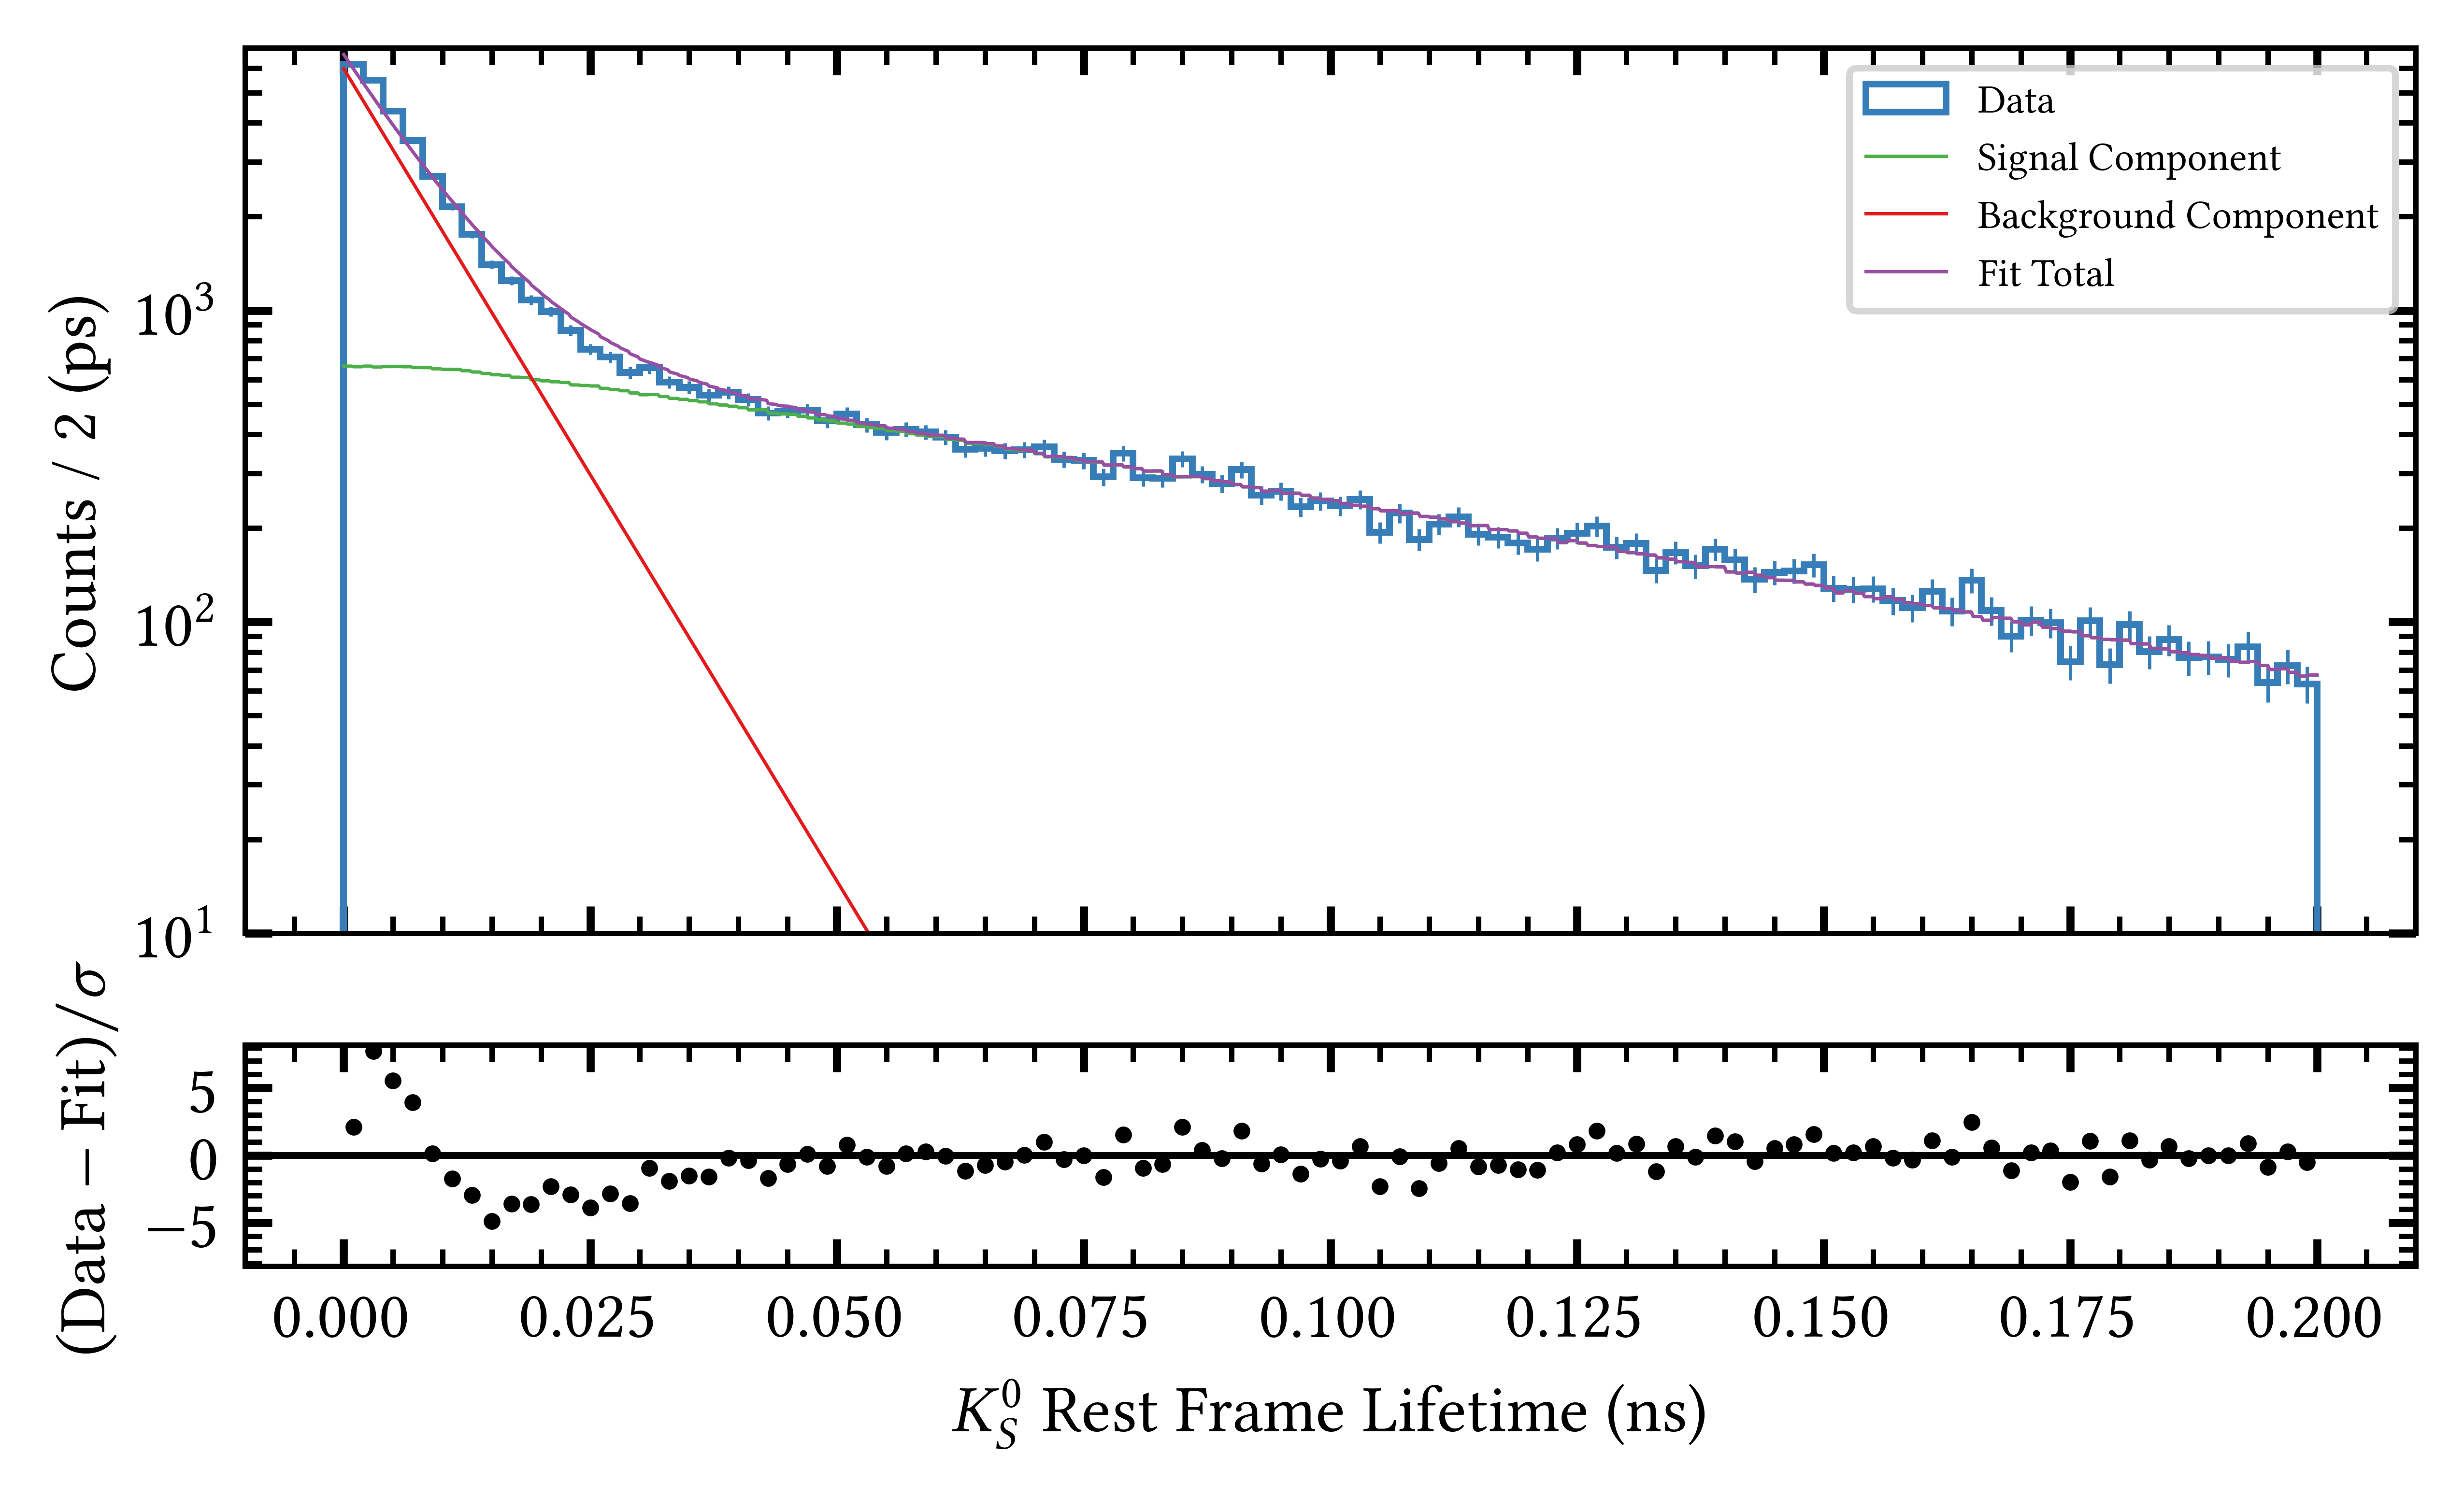 Counts / 2 (ps)
10³
10²
10¹
Data
Signal Component
Background Component
Fit Total
(Data − Fit)/σ
5
0
−5
0.000 0.025 0.050 0.075 0.100 0.125 0.150 0.175 0.200
K_S^0 Rest Frame Lifetime (ns)